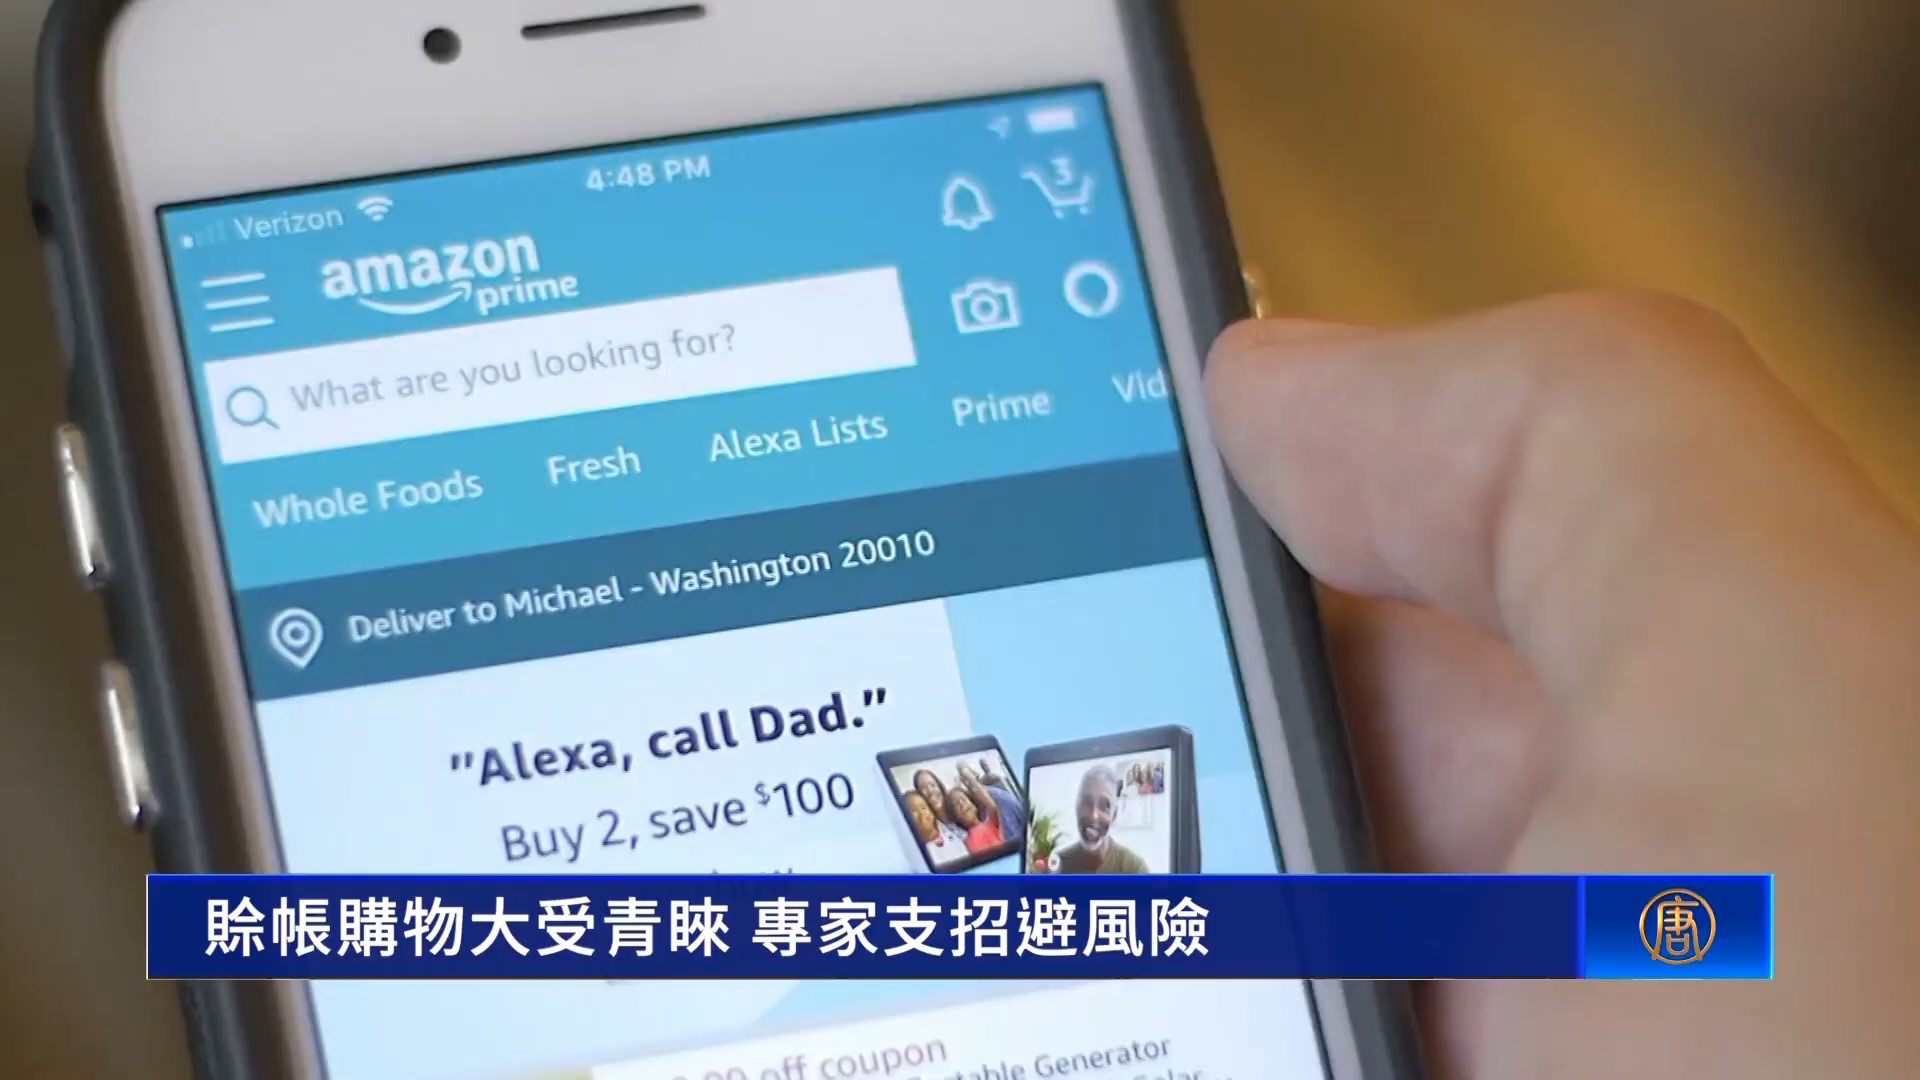 4:48 PM
Verizon
3
amazon
prime
What are you looking for?
Whole Foods
Fresh
Alexa Lists
Prime
Vid
Deliver to Michael - Washington 20010
"Alexa, call Dad."
Buy 2, save $100
賒帳購物大受青睞 專家支招避風險
唐
off coupon
Generator